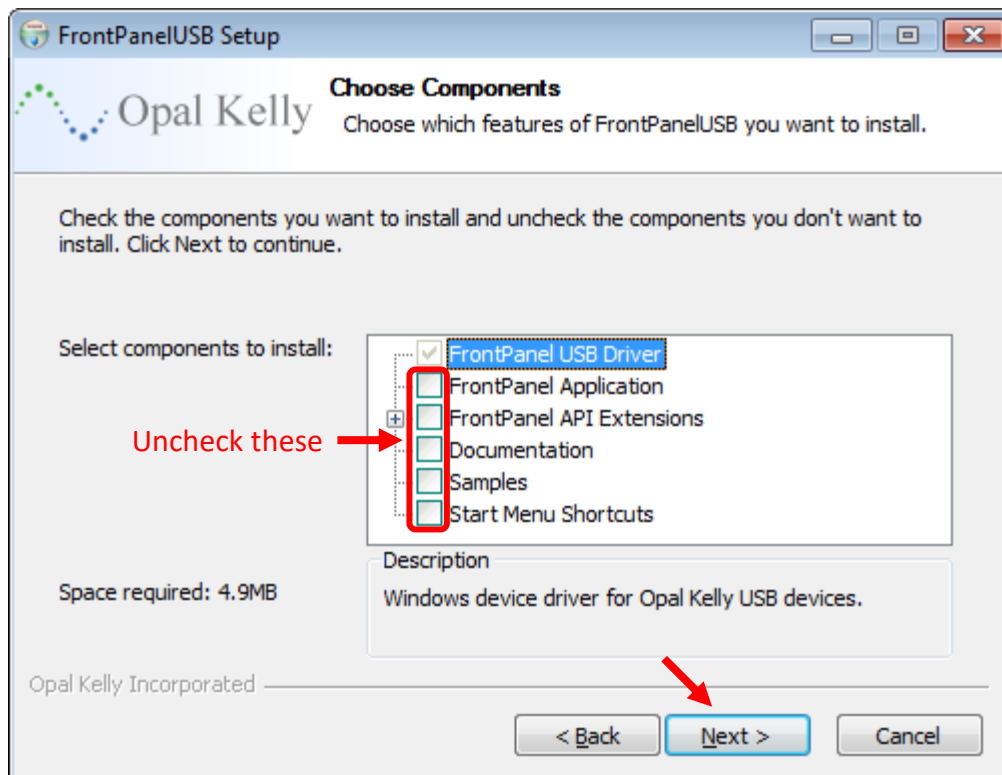 FrontPanelUSB Setup
Opal Kelly
Choose Components
Choose which features of FrontPanelUSB you want to install.
Check the components you want to install and uncheck the components you don't want to
install. Click Next to continue.
Select components to install:
FrontPanel USB Driver
FrontPanel Application
FrontPanel API Extensions
Uncheck these
Documentation
Samples
Start Menu Shortcuts
Description
Space required: 4.9MB
Windows device driver for Opal Kelly USB devices.
Opal Kelly Incorporated
< Back
Next >
Cancel